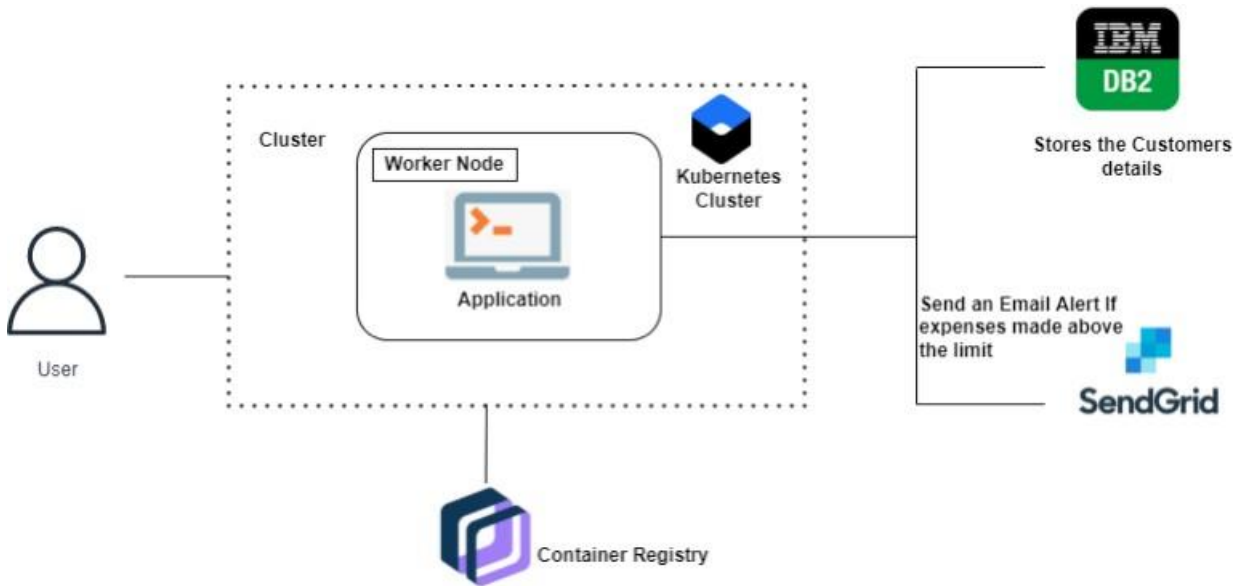 IBM
DB2
Stores the Customers
details
Cluster
Worker Node
Kubernetes
Cluster
Application
User
Send an Email Alert If
expenses made above
the limit
SendGrid
Container Registry